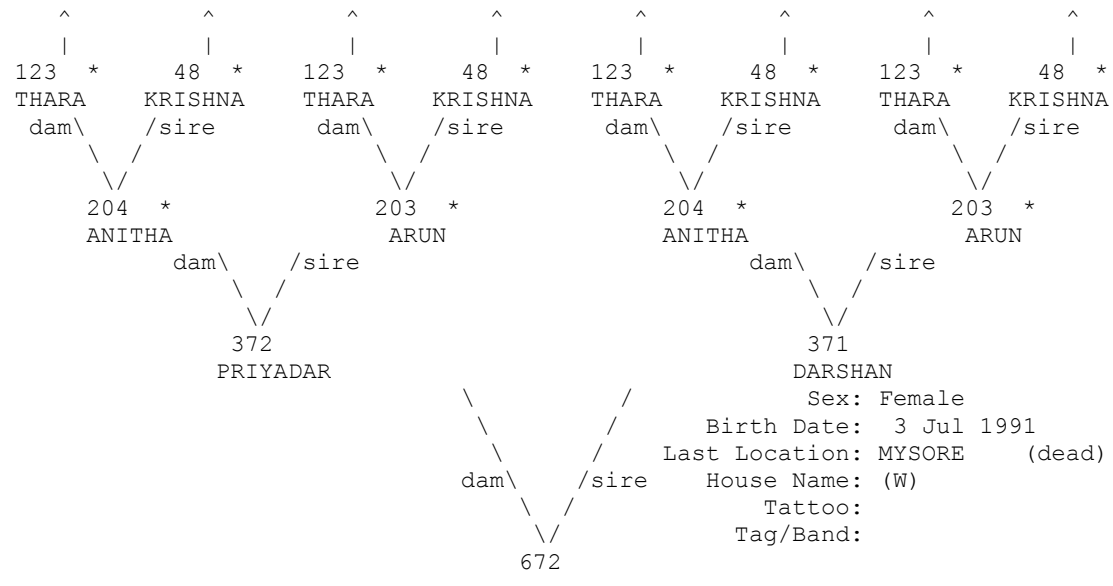 ^ ^ ^ ^ ^ ^ ^ ^
| | | | | | | |
123 * 48 * 123 * 48 * 123 * 48 * 123 * 48 *
THARA KRISHNA THARA KRISHNA THARA KRISHNA THARA KRISHNA
dam\ /sire dam\ /sire dam\ /sire dam\ /sire
\ / \ / \ / \ /
\/ \/ \/ \/
204 * 203 * 204 * 203 *
ANITHA ARUN ANITHA ARUN
dam\ /sire dam\ /sire
\ / \ /
\/ \/
372 371
PRIYADAR DARSHAN
\ / Sex: Female
\ / Birth Date: 3 Jul 1991
\ / Last Location: MYSORE (dead)
dam\ /sire House Name: (W)
\ / Tattoo:
\/ Tag/Band:
672